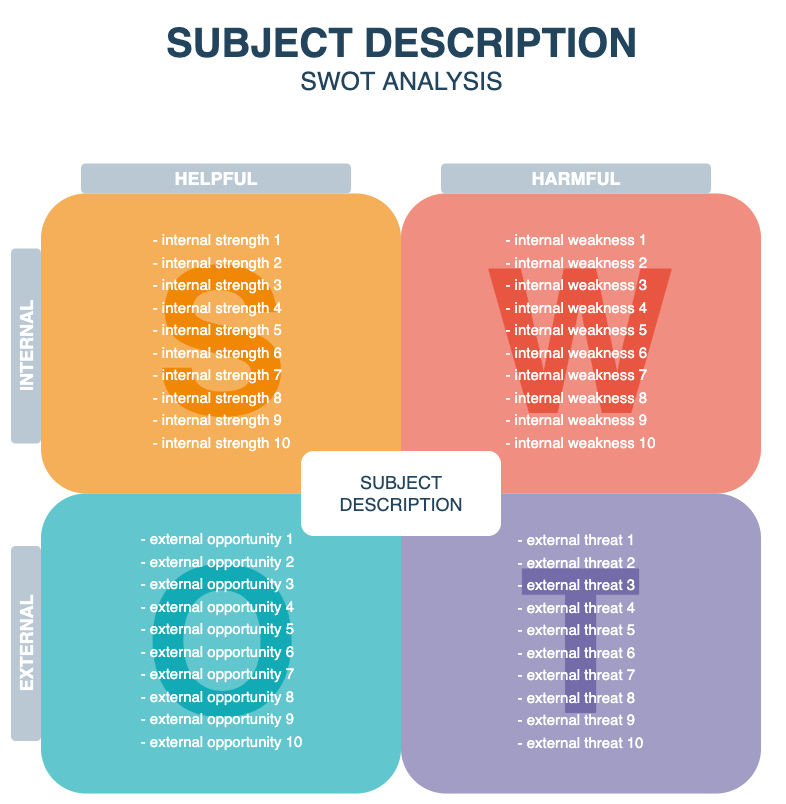 SUBJECT DESCRIPTION
SWOT ANALYSIS
HELPFUL
HARMFUL
INTERNAL
S
- internal strength 1
- internal strength 2
- internal strength 3
- internal strength 4
- internal strength 5
- internal strength 6
- internal strength 7
- internal strength 8
- internal strength 9
- internal strength 10
W
- internal weakness 1
- internal weakness 2
- internal weakness 3
- internal weakness 4
- internal weakness 5
- internal weakness 6
- internal weakness 7
- internal weakness 8
- internal weakness 9
- internal weakness 10
SUBJECT
DESCRIPTION
EXTERNAL
O
- external opportunity 1
- external opportunity 2
- external opportunity 3
- external opportunity 4
- external opportunity 5
- external opportunity 6
- external opportunity 7
- external opportunity 8
- external opportunity 9
- external opportunity 10
T
- external threat 1
- external threat 2
- external threat 3
- external threat 4
- external threat 5
- external threat 6
- external threat 7
- external threat 8
- external threat 9
- external threat 10